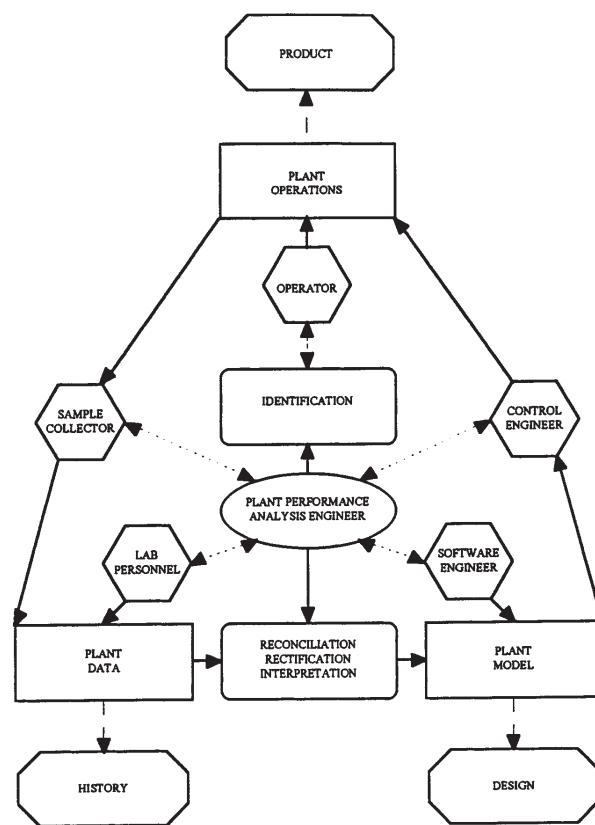 PRODUCT
PLANT
OPERATIONS
OPERATOR
IDENTIFICATION
SAMPLE
COLLECTOR
CONTROL
ENGINEER
PLANT PERFORMANCE
ANALYSIS ENGINEER
LAB
PERSONNEL
SOFTWARE
ENGINEER
PLANT
DATA
RECONCILIATION
RECTIFICATION
INTERPRETATION
PLANT
MODEL
HISTORY
DESIGN